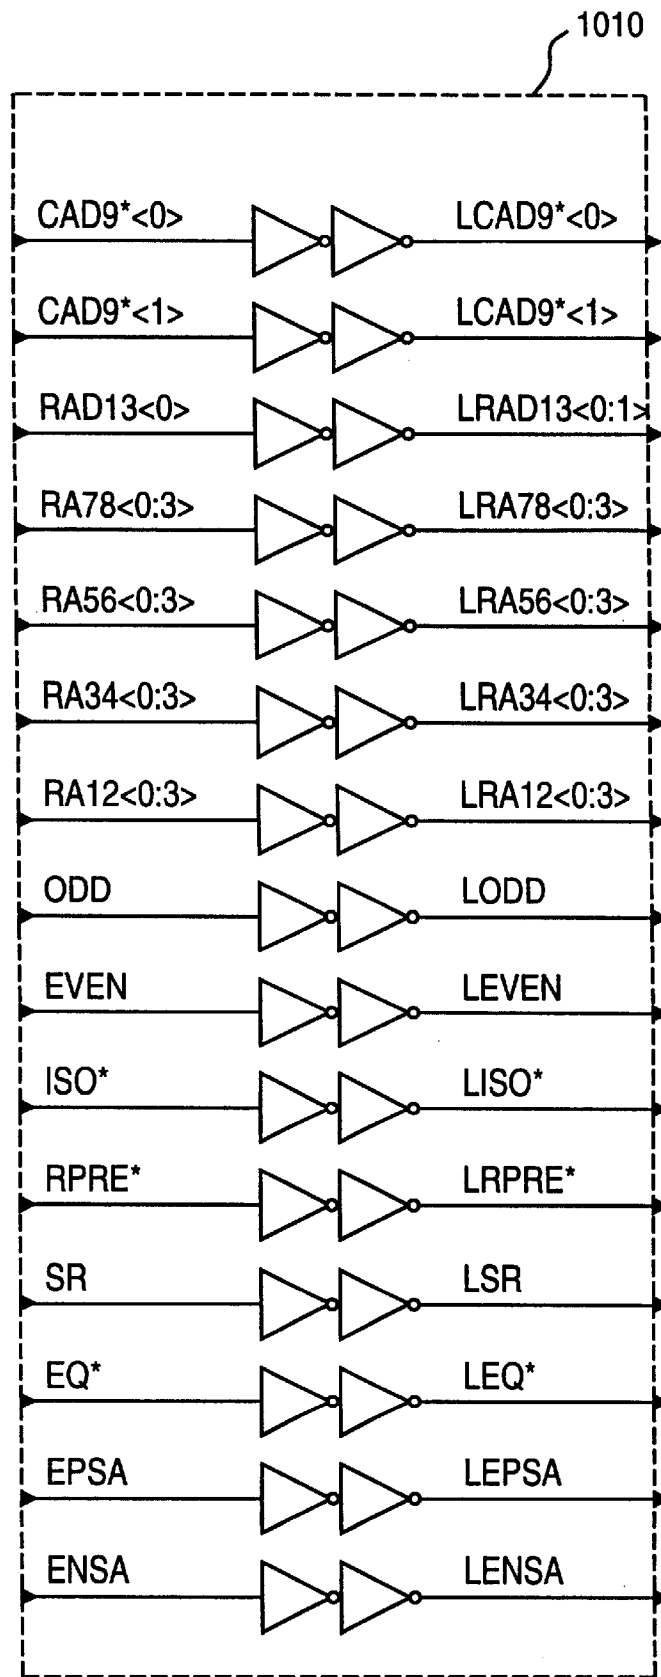 1010
CAD9*<0> LCAD9*<0>
CAD9*<1> LCAD9*<1>
RAD13<0> LRAD13<0:1>
RA78<0:3> LRA78<0:3>
RA56<0:3> LRA56<0:3>
RA34<0:3> LRA34<0:3>
RA12<0:3> LRA12<0:3>
ODD LODD
EVEN LEVEN
ISO* LISO*
RPRE* LRPRE*
SR LSR
EQ* LEQ*
EPSA LEPSA
ENSA LENSA